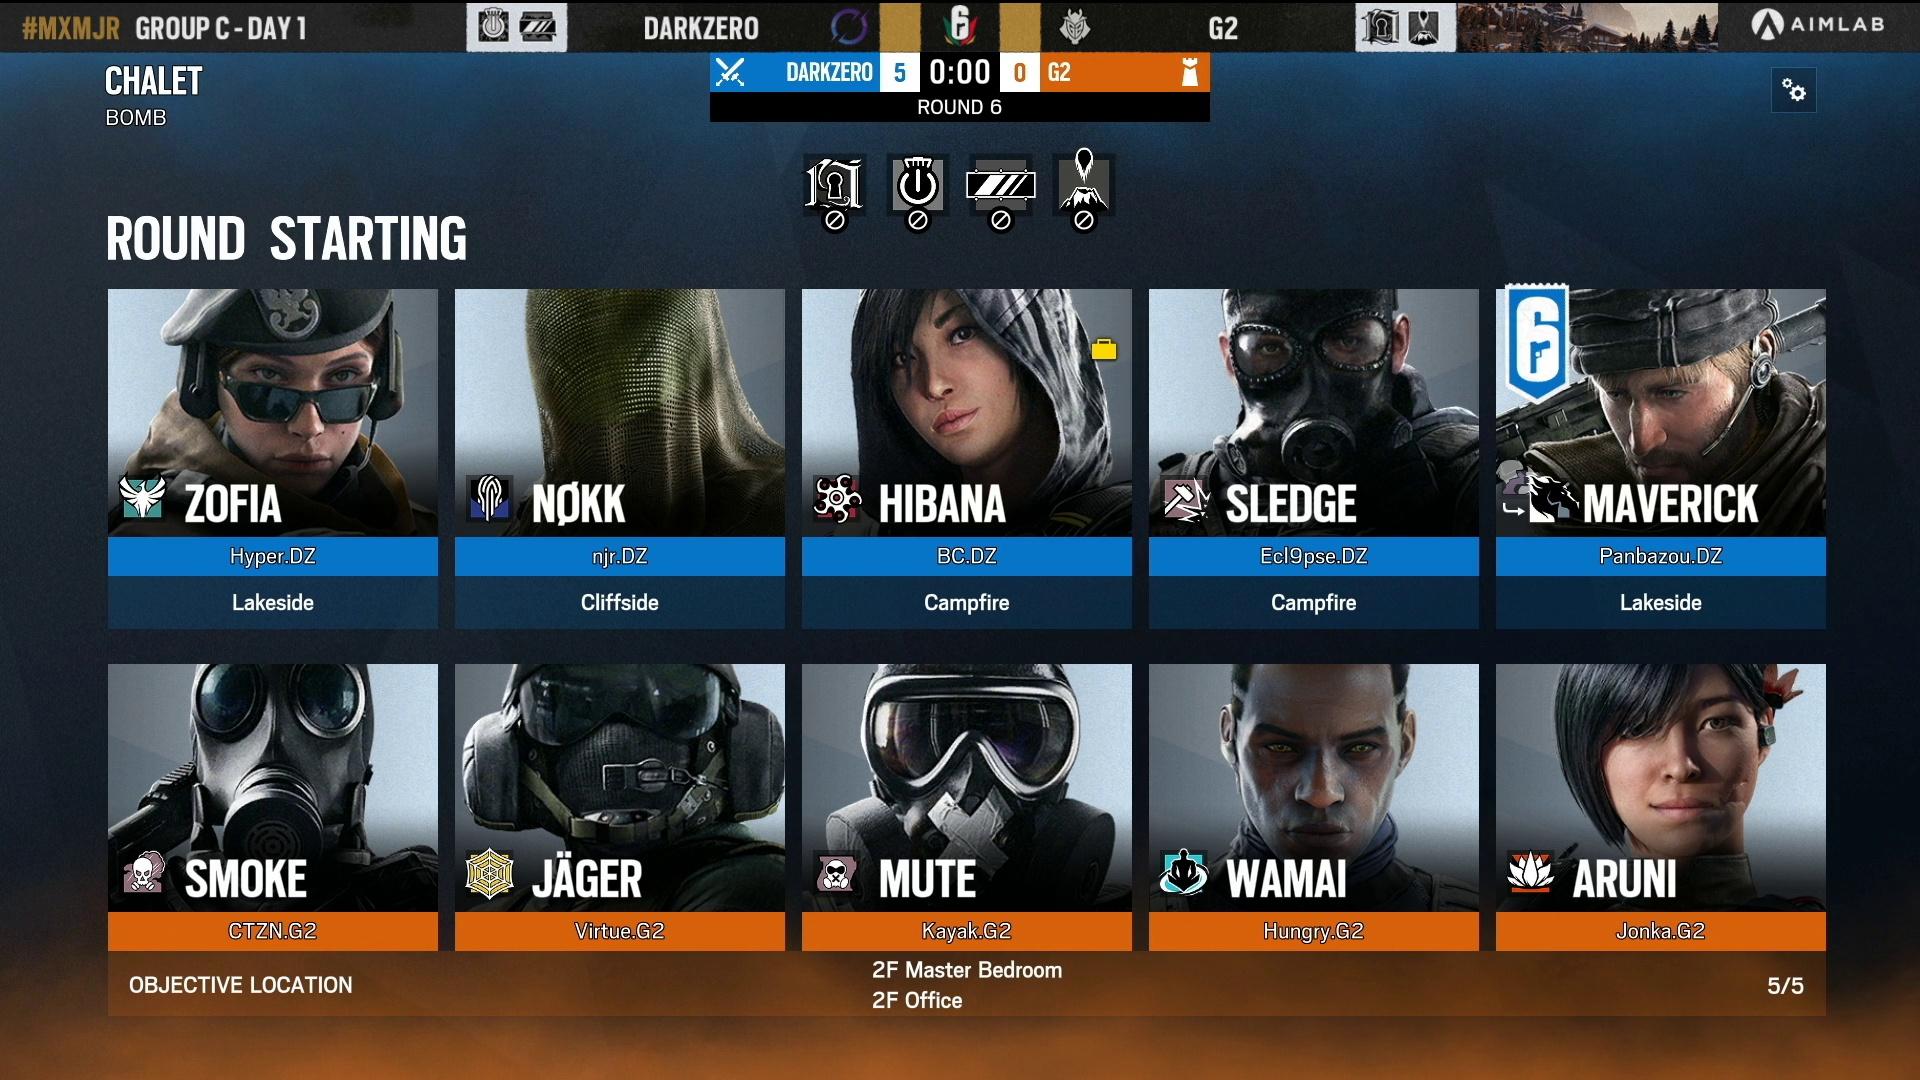 #MXMJR GROUP C - DAY 1
DARKZERO
G2
AIMLAB
CHALET
BOMB
DARKZERO 5 0:00 0 G2
ROUND 6
ROUND STARTING
ZOFIA
NØKK
HIBANA
SLEDGE
MAVERICK
Hyper.DZ
njr.DZ
BC.DZ
Ecl9pse.DZ
Panbazou.DZ
Lakeside
Cliffside
Campfire
Campfire
Lakeside
SMOKE
JÄGER
MUTE
WAMAI
ARUNI
CTZN.G2
Virtue.G2
Kayak.G2
Hungry.G2
Jonka.G2
OBJECTIVE LOCATION
2F Master Bedroom
2F Office
5/5